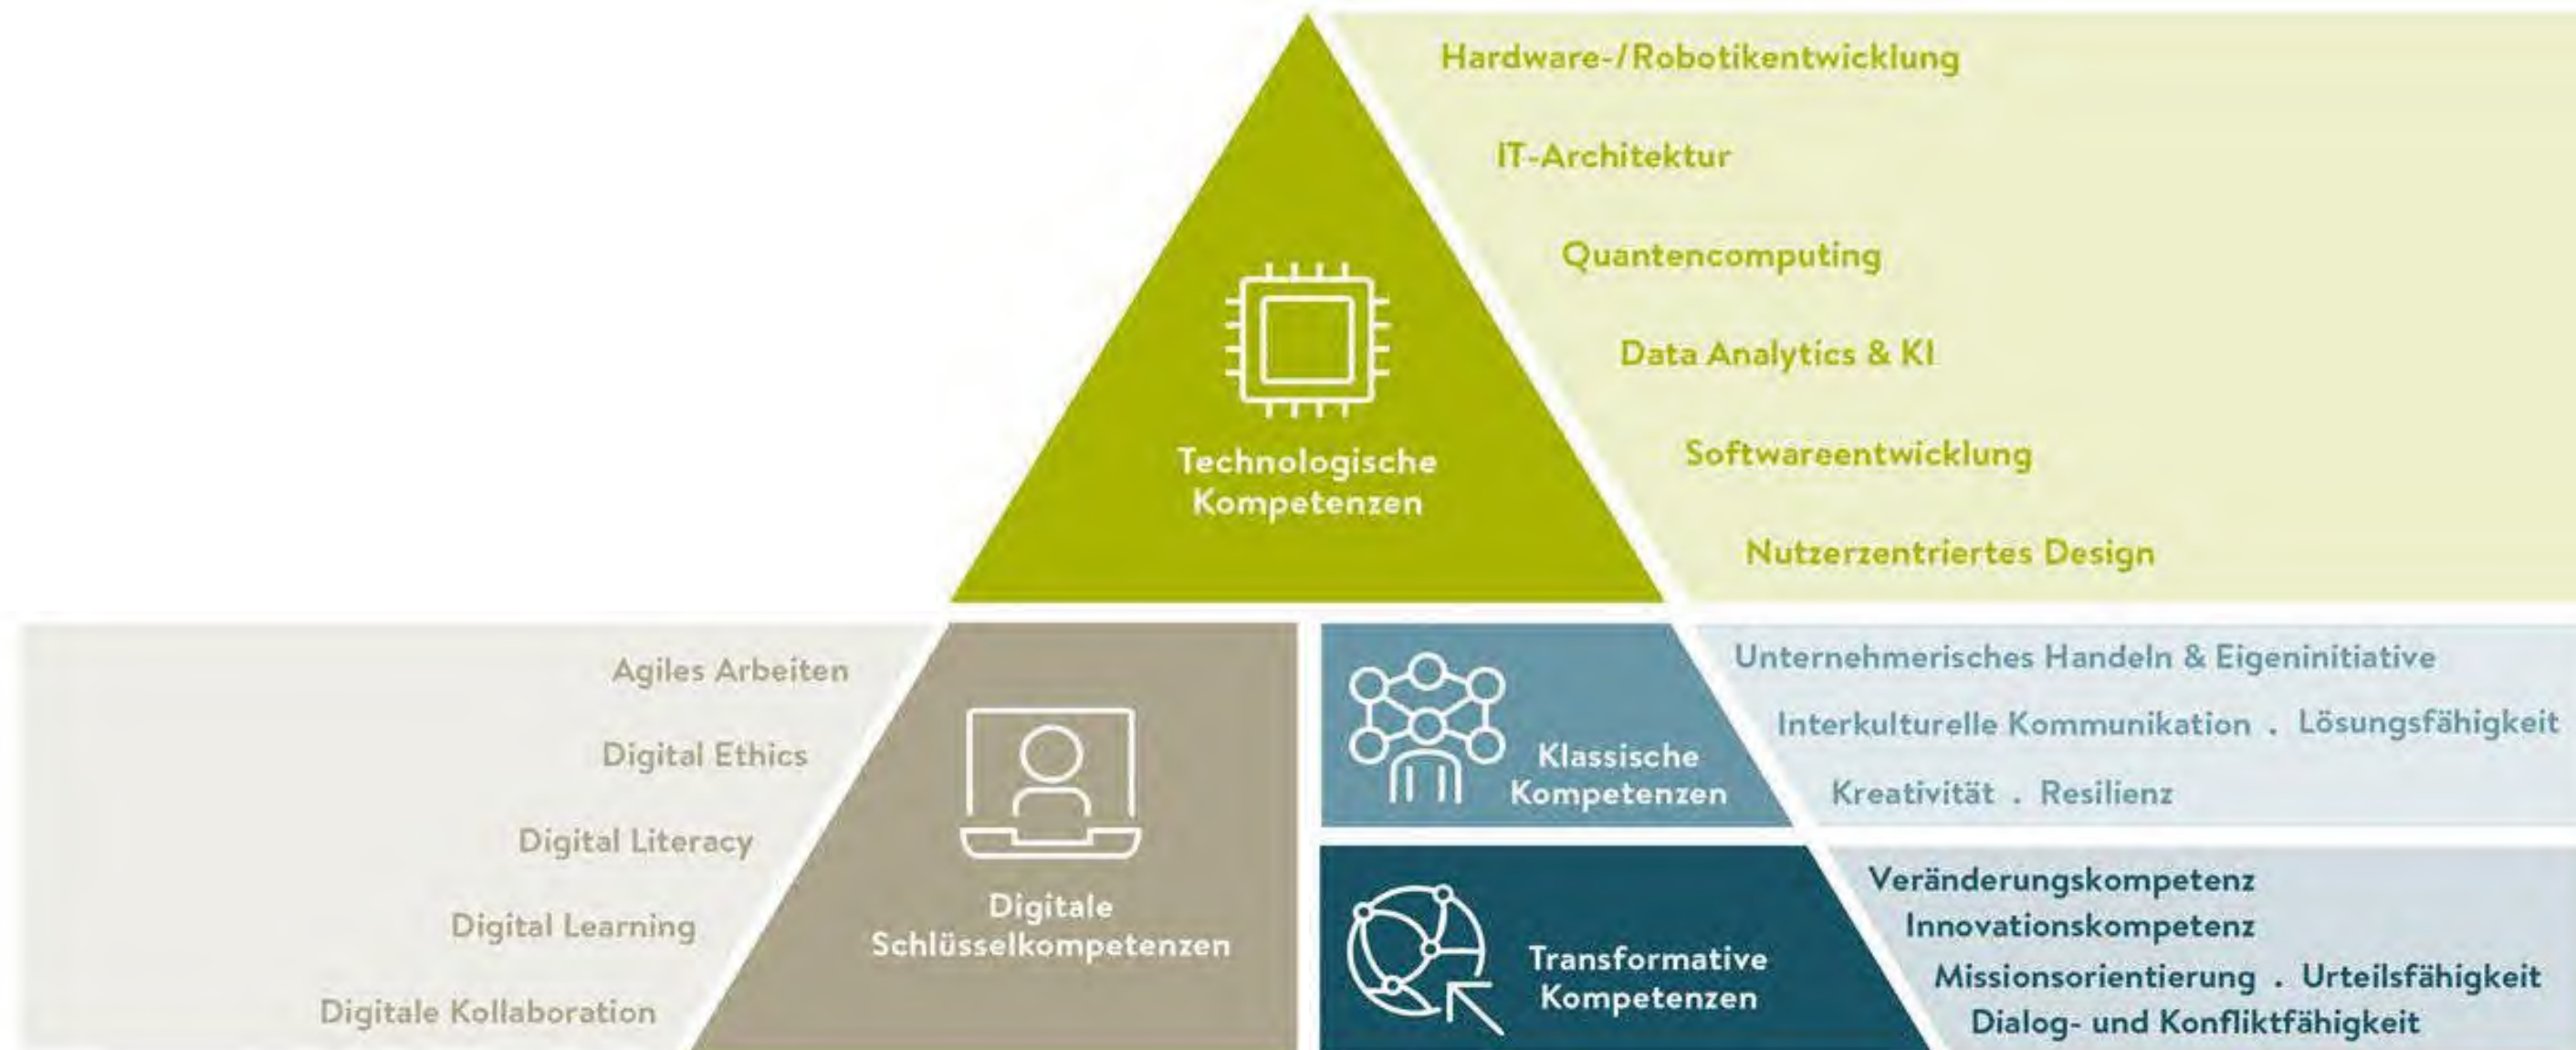 Hardware-/Robotikentwicklung
IT-Architektur
Quantencomputing
Data Analytics & KI
Softwareentwicklung
Nutzerzentriertes Design
Technologische
Kompetenzen
Agiles Arbeiten
Digital Ethics
Digital Literacy
Digital Learning
Digitale Kollaboration
Digitale
Schlüsselkompetenzen
Klassische
Kompetenzen
Unternehmerisches Handeln & Eigeninitiative
Interkulturelle Kommunikation . Lösungsfähigkeit
Kreativität . Resilienz
Transformative
Kompetenzen
Veränderungskompetenz
Innovationskompetenz
Missionsorientierung . Urteilsfähigkeit
Dialog- und Konfliktfähigkeit